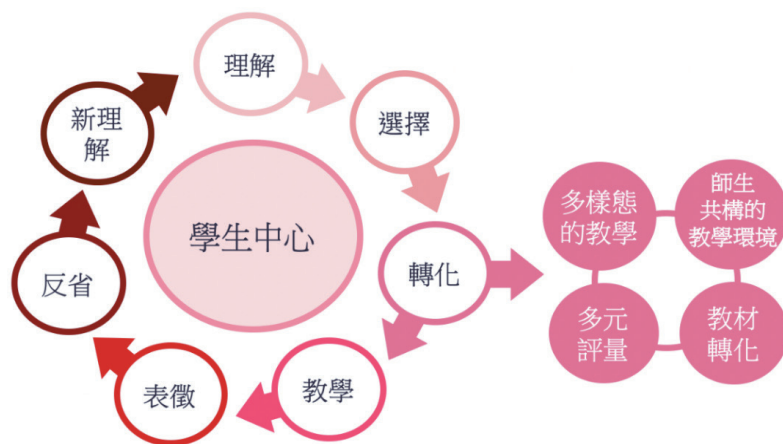 理解
選擇
轉化
教學
表徵
反省
新理
解
學生中心
多樣態
的教學
師生
共構的
教學環境
多元
評量
教材
轉化